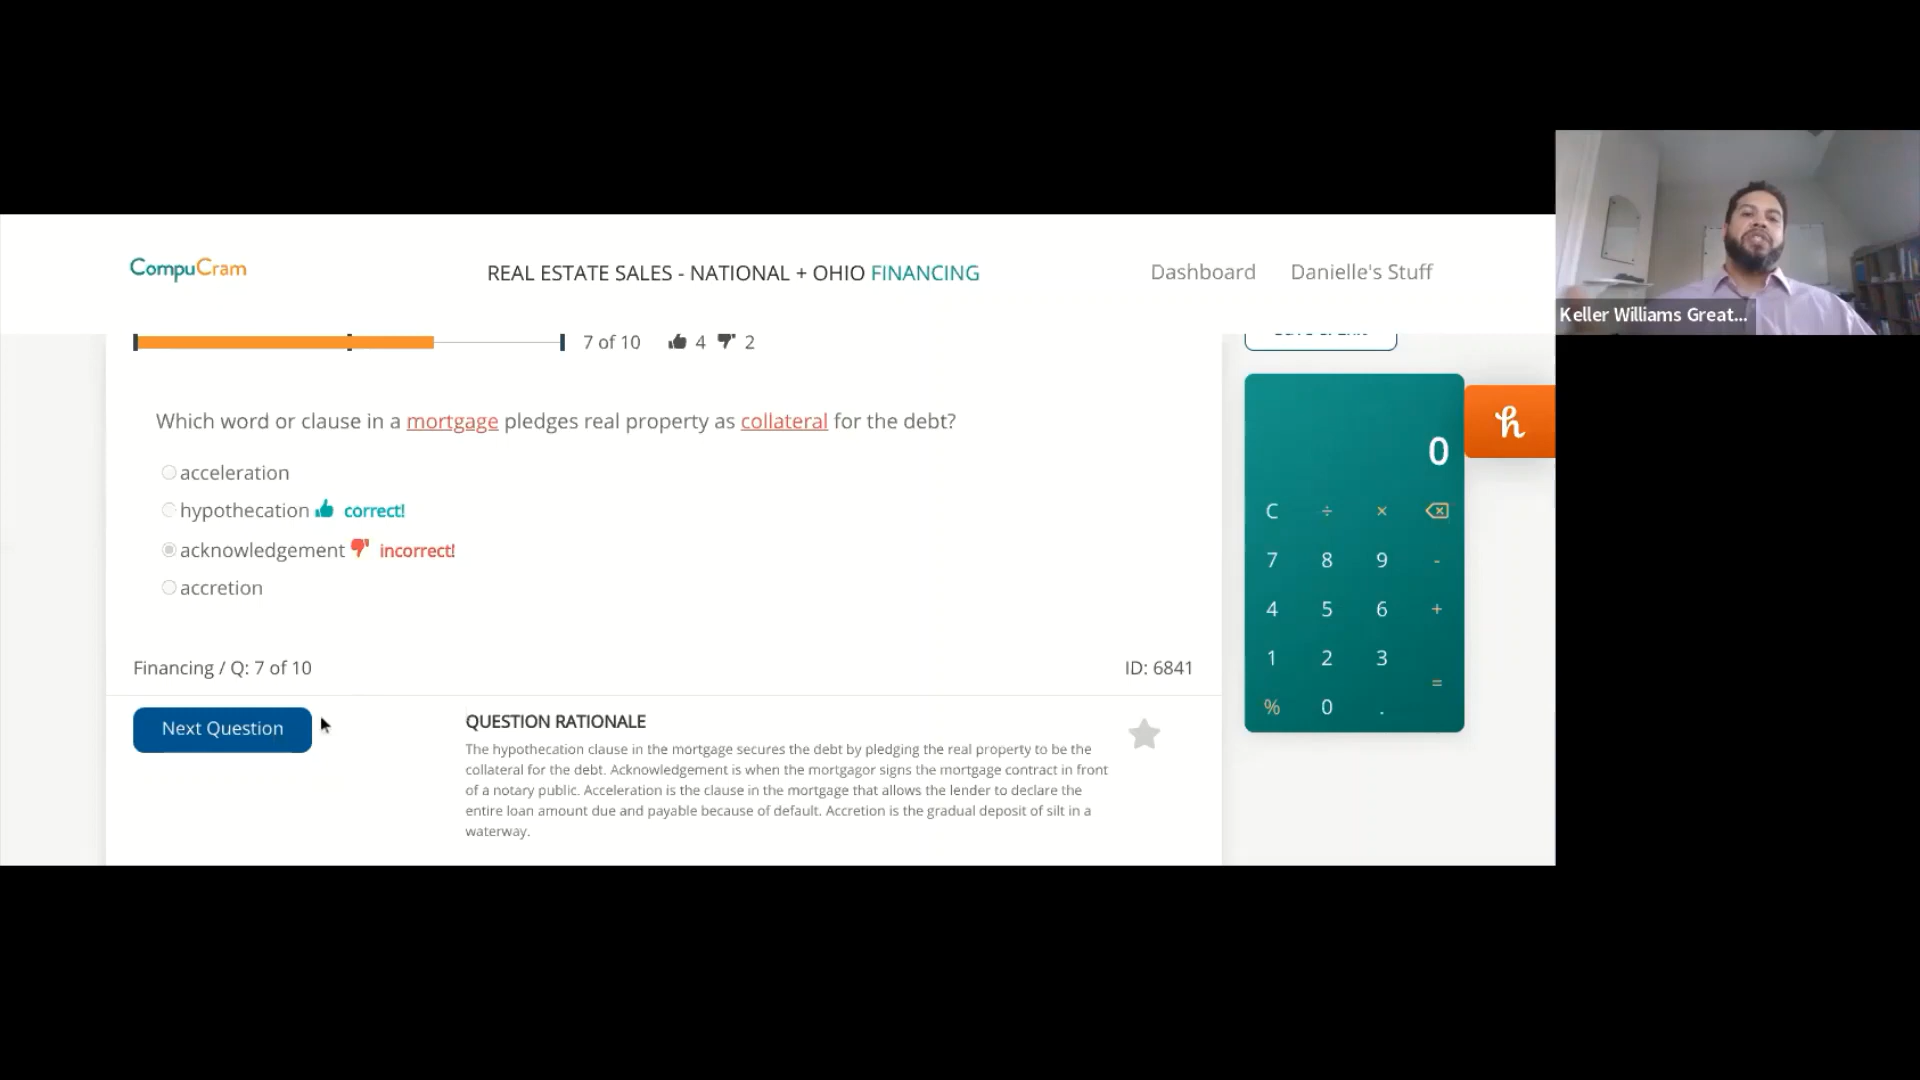 CompuCram
REAL ESTATE SALES - NATIONAL + OHIO FINANCING
Dashboard
Danielle's Stuff
Keller Williams Great...
7 of 10
4
2
Which word or clause in a mortgage pledges real property as collateral for the debt?
acceleration
hypothecation correct!
acknowledgement incorrect!
accretion
Financing / Q: 7 of 10
ID: 6841
Next Question
QUESTION RATIONALE
The hypothecation clause in the mortgage secures the debt by pledging the real property to be the
collateral for the debt. Acknowledgement is when the mortgagor signs the mortgage contract in front
of a notary public. Acceleration is the clause in the mortgage that allows the lender to declare the
entire loan amount due and payable because of default. Accretion is the gradual deposit of silt in a
waterway.
0
C ÷ ×
7 8 9 -
4 5 6 +
1 2 3
=
% 0 .
h